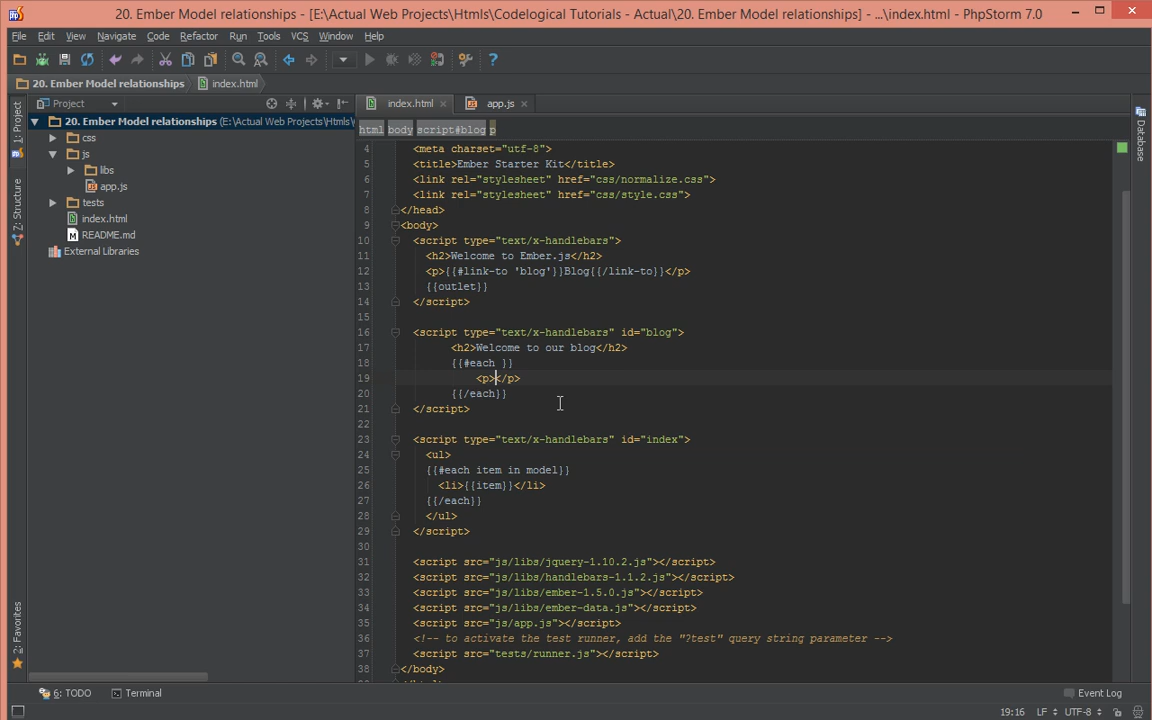 20. Ember Model relationships - [E:\Actual Web Projects\Htmls\Codelogical Tutorials - Actual\20. Ember Model relationships] - ...\index.html - PhpStorm 7.0
File Edit View Navigate Code Refactor Run Tools VCS Window Help
20. Ember Model relationships index.html
Project index.html app.js
html body script#blog p
1: Project
Z: Structure
2: Favorites
Database
20. Ember Model relationships (E:\Actual Web Projects\Htmls\
css
js
libs
app.js
tests
index.html
README.md
External Libraries
4 <meta charset="utf-8">
5 <title>Ember Starter Kit</title>
6 <link rel="stylesheet" href="css/normalize.css">
7 <link rel="stylesheet" href="css/style.css">
8 </head>
9 <body>
10 <script type="text/x-handlebars">
11 <h2>Welcome to Ember.js</h2>
12 <p>{{#link-to 'blog'}}Blog{{/link-to}}</p>
13 {{outlet}}
14 </script>
15
16 <script type="text/x-handlebars" id="blog">
17 <h2>Welcome to our blog</h2>
18 {{#each }}
19 <p></p>
20 {{/each}}
21 </script>
22
23 <script type="text/x-handlebars" id="index">
24 <ul>
25 {{#each item in model}}
26 <li>{{item}}</li>
27 {{/each}}
28 </ul>
29 </script>
30
31 <script src="js/libs/jquery-1.10.2.js"></script>
32 <script src="js/libs/handlebars-1.1.2.js"></script>
33 <script src="js/libs/ember-1.5.0.js"></script>
34 <script src="js/libs/ember-data.js"></script>
35 <script src="js/app.js"></script>
36 <!-- to activate the test runner, add the "?test" query string parameter -->
37 <script src="tests/runner.js"></script>
38 </body>
6: TODO Terminal Event Log
19:16 LF UTF-8